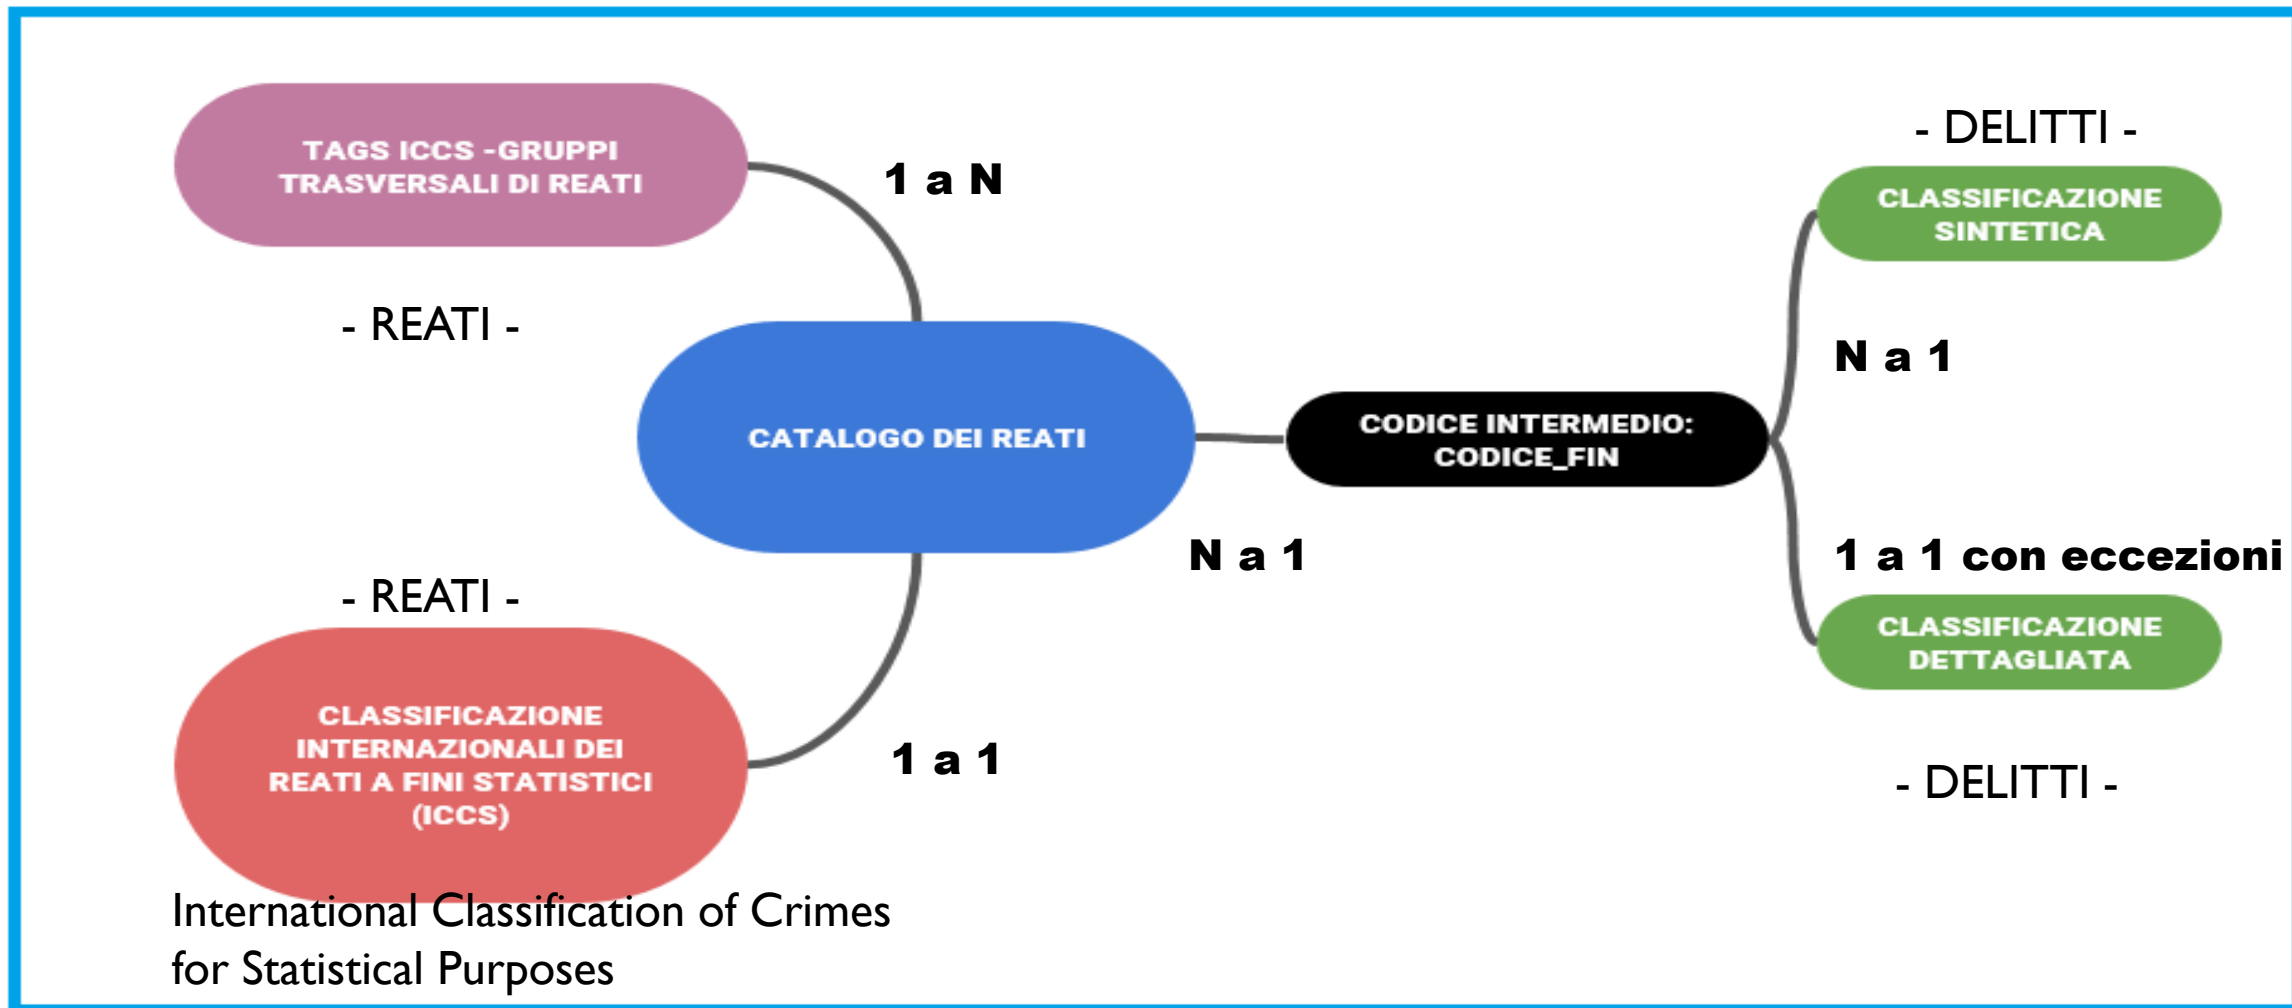 TAGS ICCS -GRUPPI
TRASVERSALI DI REATI
1 a N
- REATI -
- DELITTI -
CLASSIFICAZIONE
SINTETICA
N a 1
CATALOGO DEI REATI
CODICE INTERMEDIO:
CODICE_FIN
N a 1
1 a 1 con eccezioni
CLASSIFICAZIONE
DETTAGLIATA
- DELITTI -
- REATI -
CLASSIFICAZIONE
INTERNAZIONALI DEI
REATI A FINI STATISTICI
(ICCS)
1 a 1
International Classification of Crimes
for Statistical Purposes